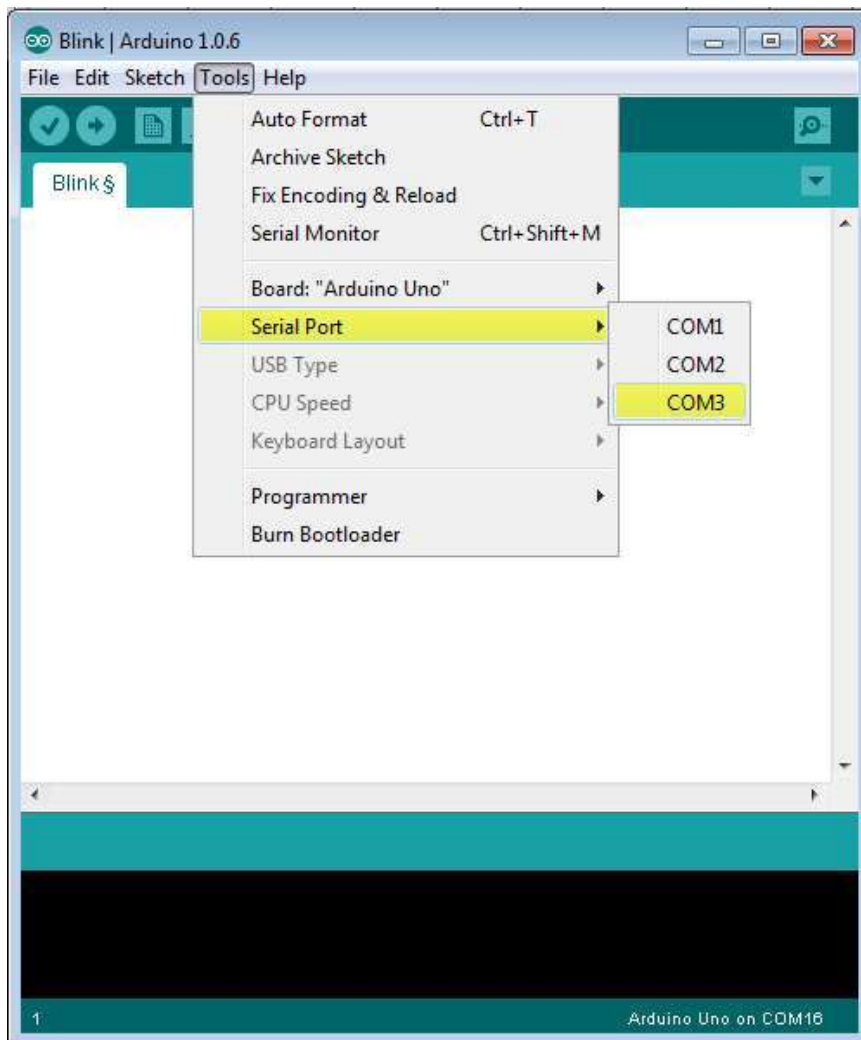 Blink | Arduino 1.0.6
File Edit Sketch Tools Help
Auto Format Ctrl+T
Archive Sketch
Fix Encoding & Reload
Serial Monitor Ctrl+Shift+M
Blink §
Board: "Arduino Uno"
Serial Port
COM1
USB Type
COM2
CPU Speed
COM3
Keyboard Layout
Programmer
Burn Bootloader
1 Arduino Uno on COM16